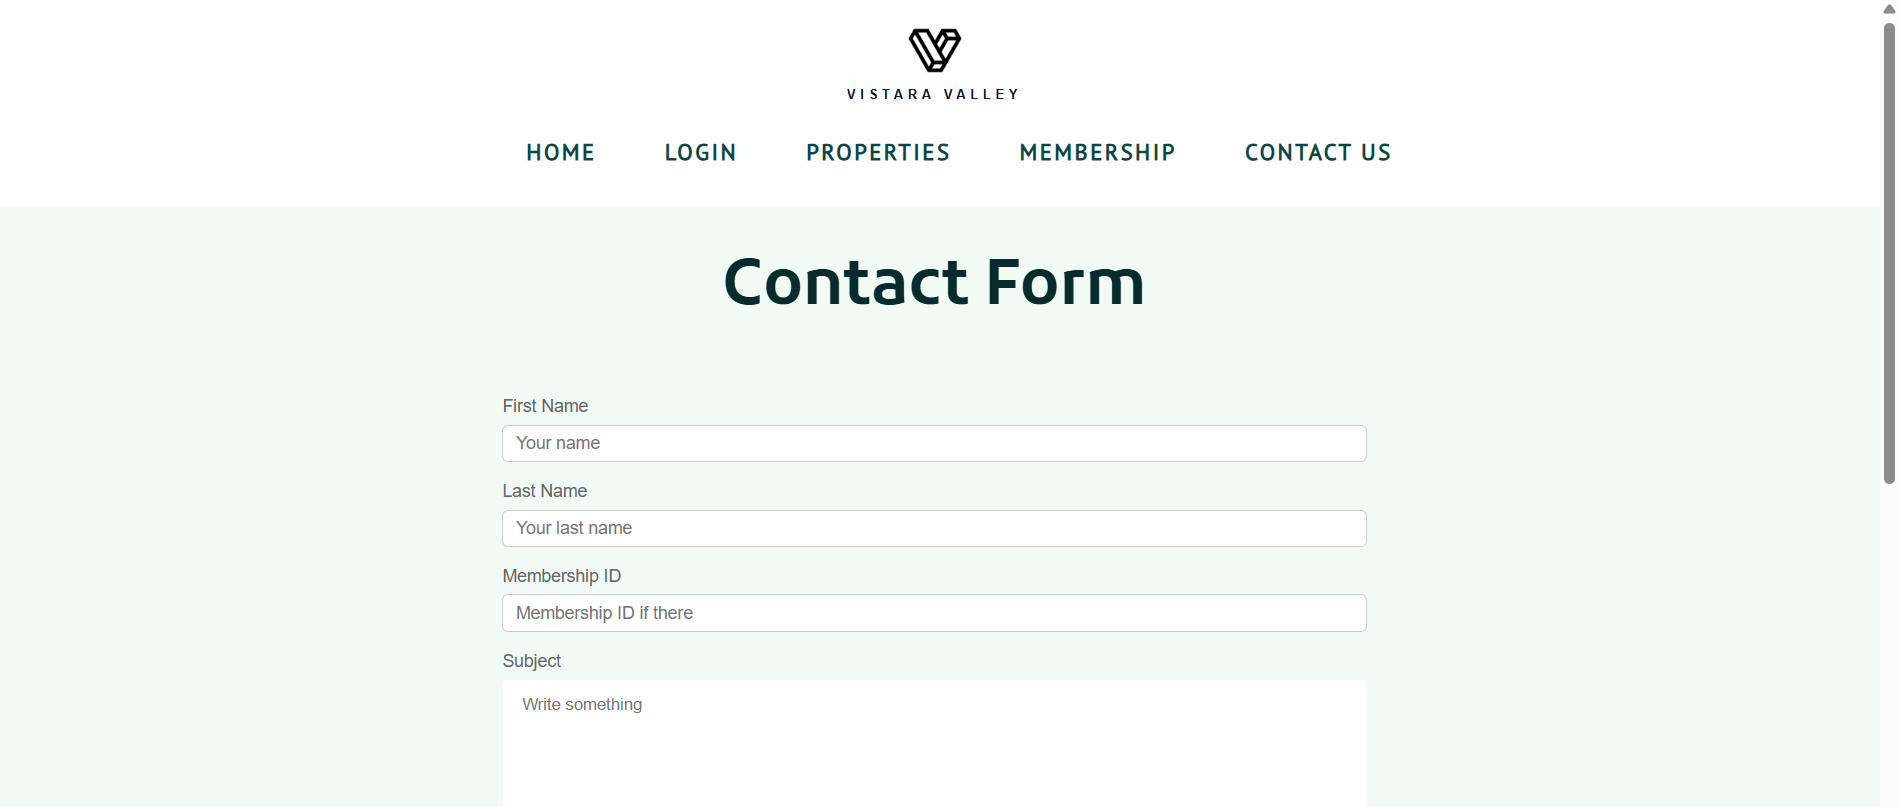 VISTARA VALLEY
HOME LOGIN PROPERTIES MEMBERSHIP CONTACT US
Contact Form
First Name
Your name
Last Name
Your last name
Membership ID
Membership ID if there
Subject
Write something